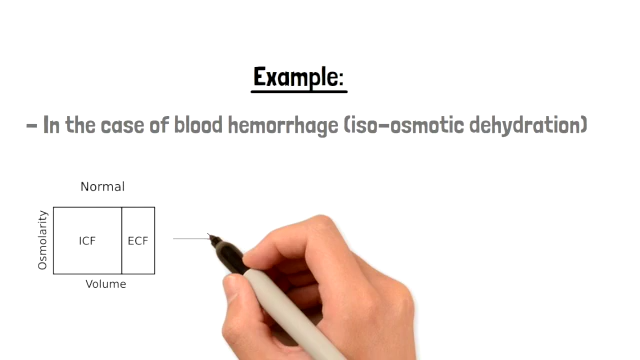 Example:
- In the case of blood hemorrhage (iso-osmotic dehydration)
Normal
Osmolarity
ICF ECF
Volume